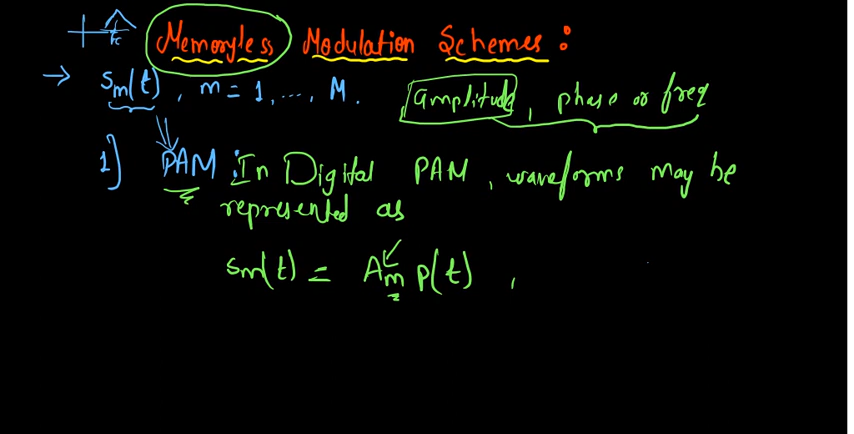 fc
Memoryless Modulation Schemes :
→ Sm(t), m = 1, ..., M. amplitude, phase or freq
1) PAM : In Digital PAM, waveforms may be
represented as
Sm(t) = Am p(t) ,